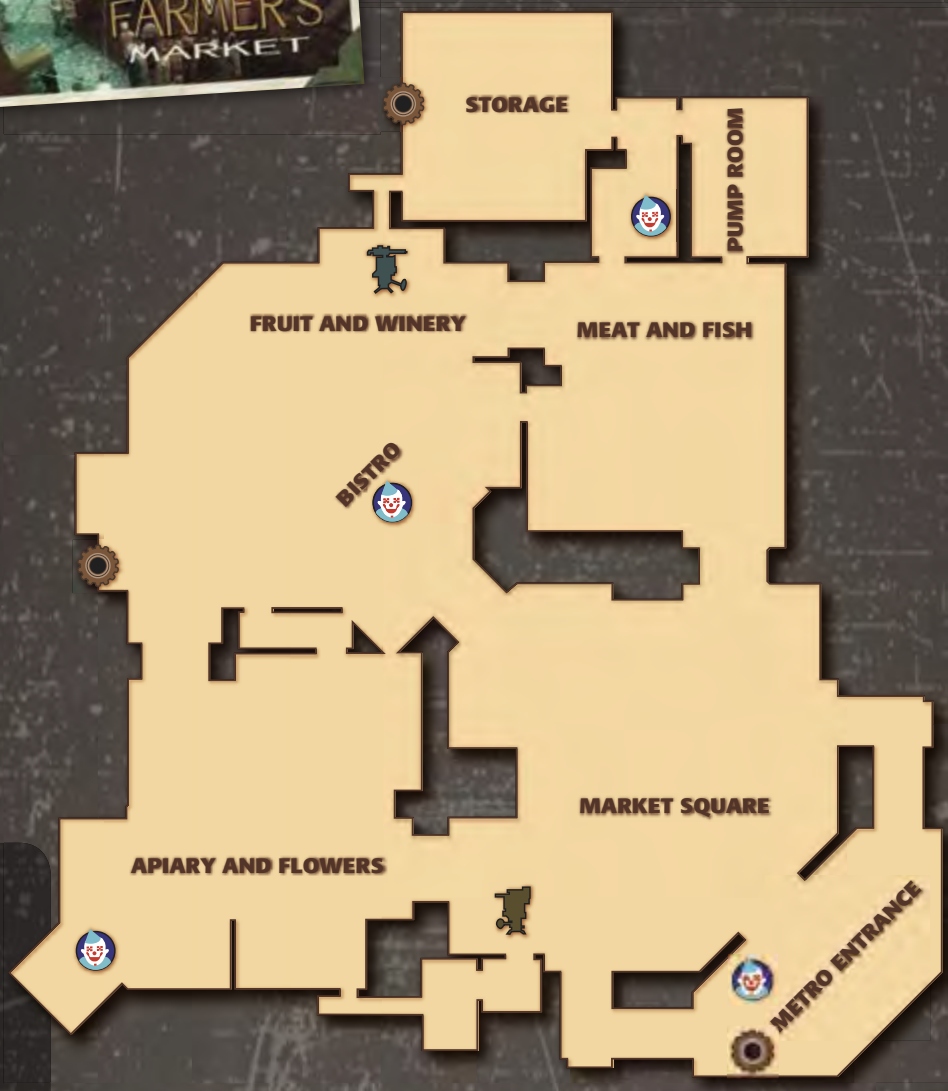 FARMER'S
MARKET
STORAGE
PUMP ROOM
FRUIT AND WINERY
MEAT AND FISH
BISTRO
MARKET SQUARE
APIARY AND FLOWERS
METRO ENTRANCE